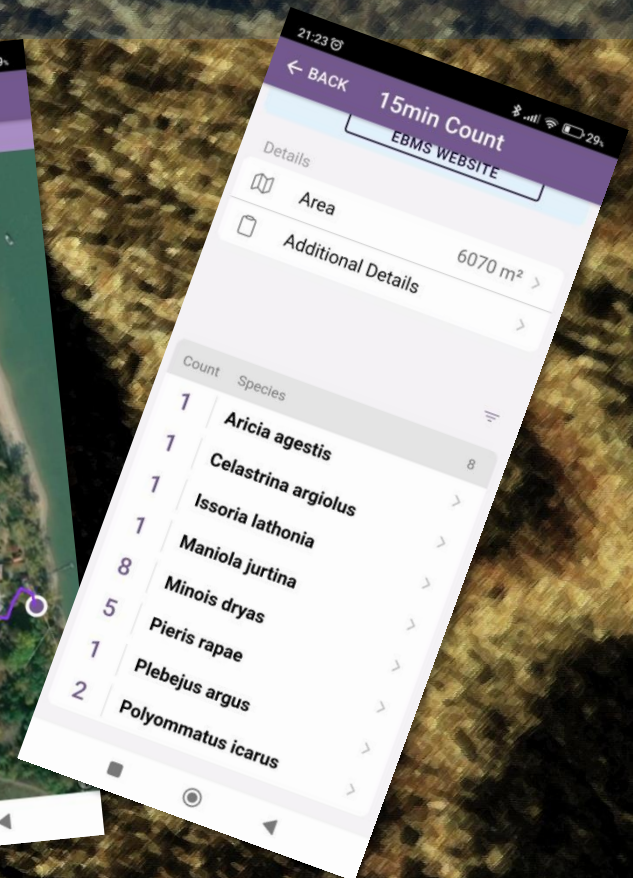 21:23
29%
← BACK
15min Count
EBMS WEBSITE
Details
Area
6070 m²
Additional Details
Count Species
8
1 Aricia agestis
1 Celastrina argiolus
1 Issoria lathonia
1 Maniola jurtina
8 Minois dryas
5 Pieris rapae
1 Plebejus argus
2 Polyommatus icarus